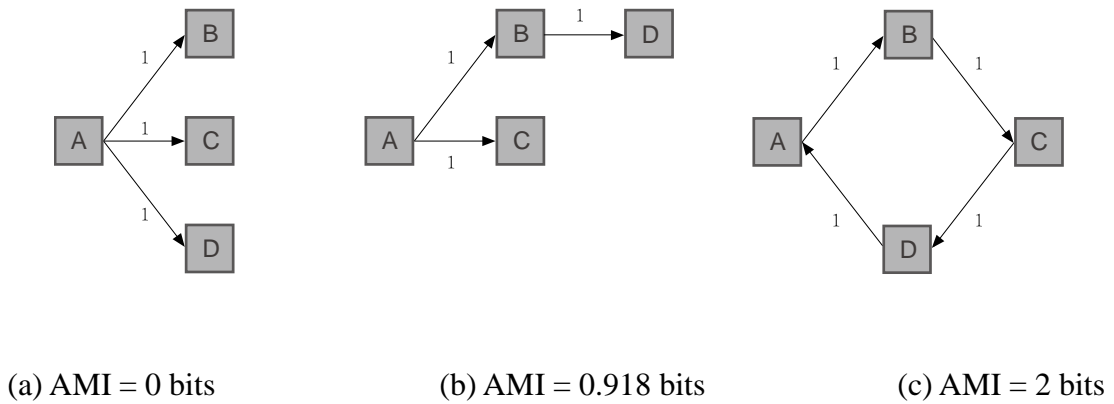 B
1
A
1
C
1
D
B
1
D
1
A
C
1
B
1
1
A
C
1
1
D
(a) AMI = 0 bits
(b) AMI = 0.918 bits
(c) AMI = 2 bits